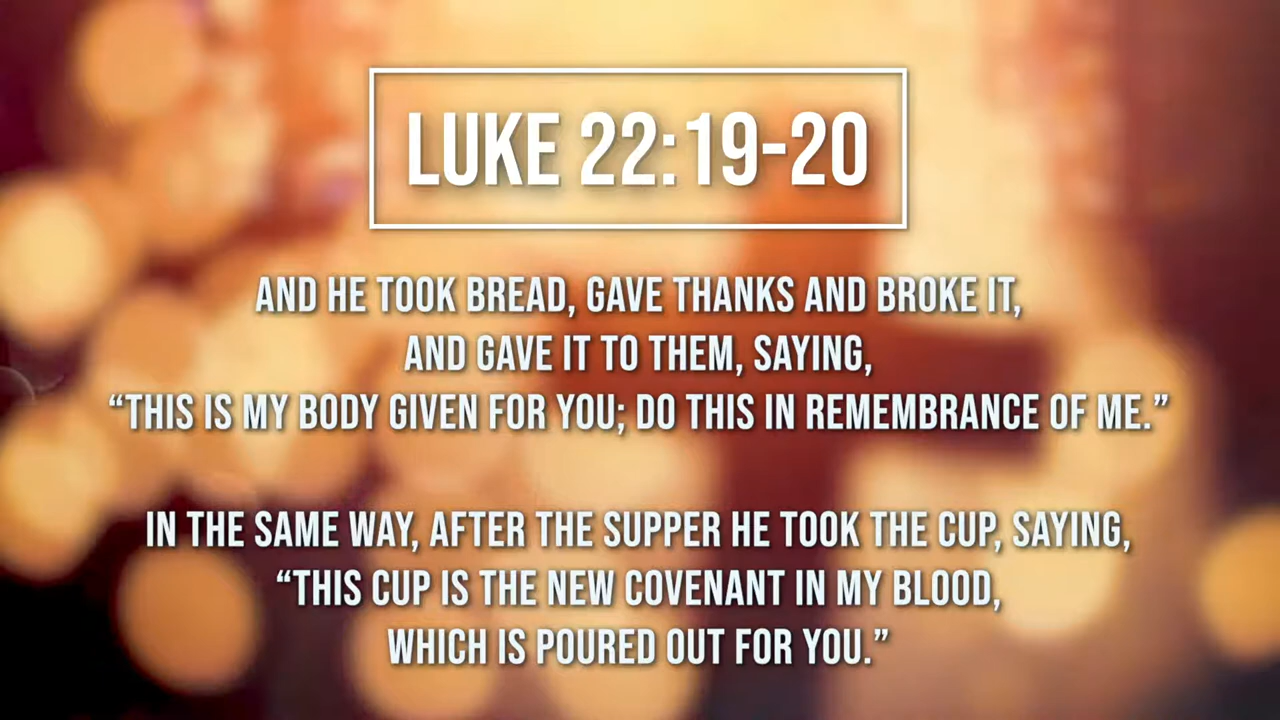 LUKE 22:19-20
AND HE TOOK BREAD, GAVE THANKS AND BROKE IT,
AND GAVE IT TO THEM, SAYING,
“THIS IS MY BODY GIVEN FOR YOU; DO THIS IN REMEMBRANCE OF ME.”
IN THE SAME WAY, AFTER THE SUPPER HE TOOK THE CUP, SAYING,
“THIS CUP IS THE NEW COVENANT IN MY BLOOD,
WHICH IS POURED OUT FOR YOU.”